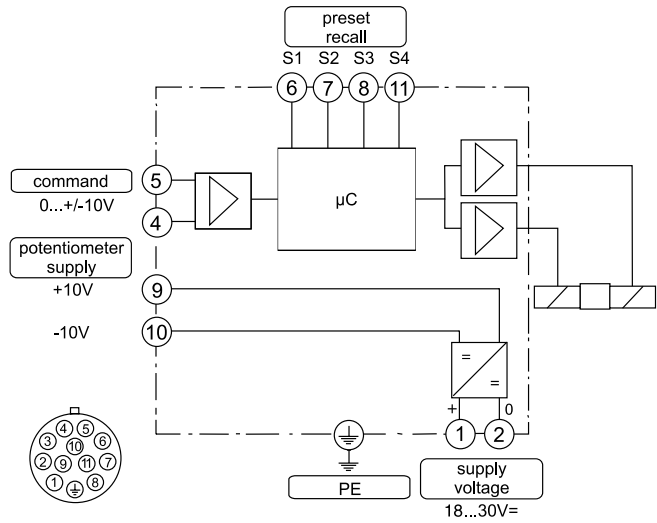 preset
recall
S1 S2 S3 S4
6 7 8 11
command
0...+/-10V
5
4
µC
potentiometer
supply
+10V
9
-10V
10
=
=
+ 0
1 2
PE
supply
voltage
18...30V=
4 5
3 10 6
2 9 11 7
1 8